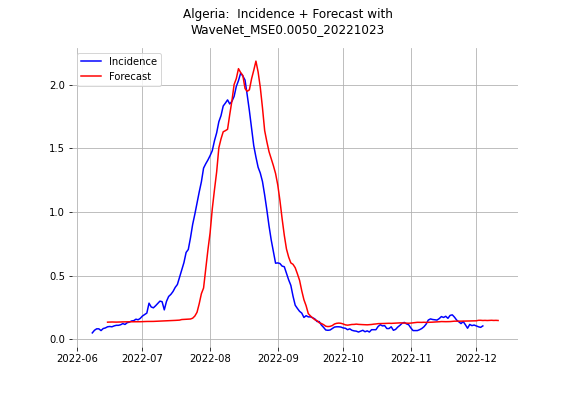 Algeria:  Incidence + Forecast with
WaveNet_MSE0.0050_20221023
Incidence
Forecast
2.0
1.5
1.0
0.5
0.0
2022-06 2022-07 2022-08 2022-09 2022-10 2022-11 2022-12